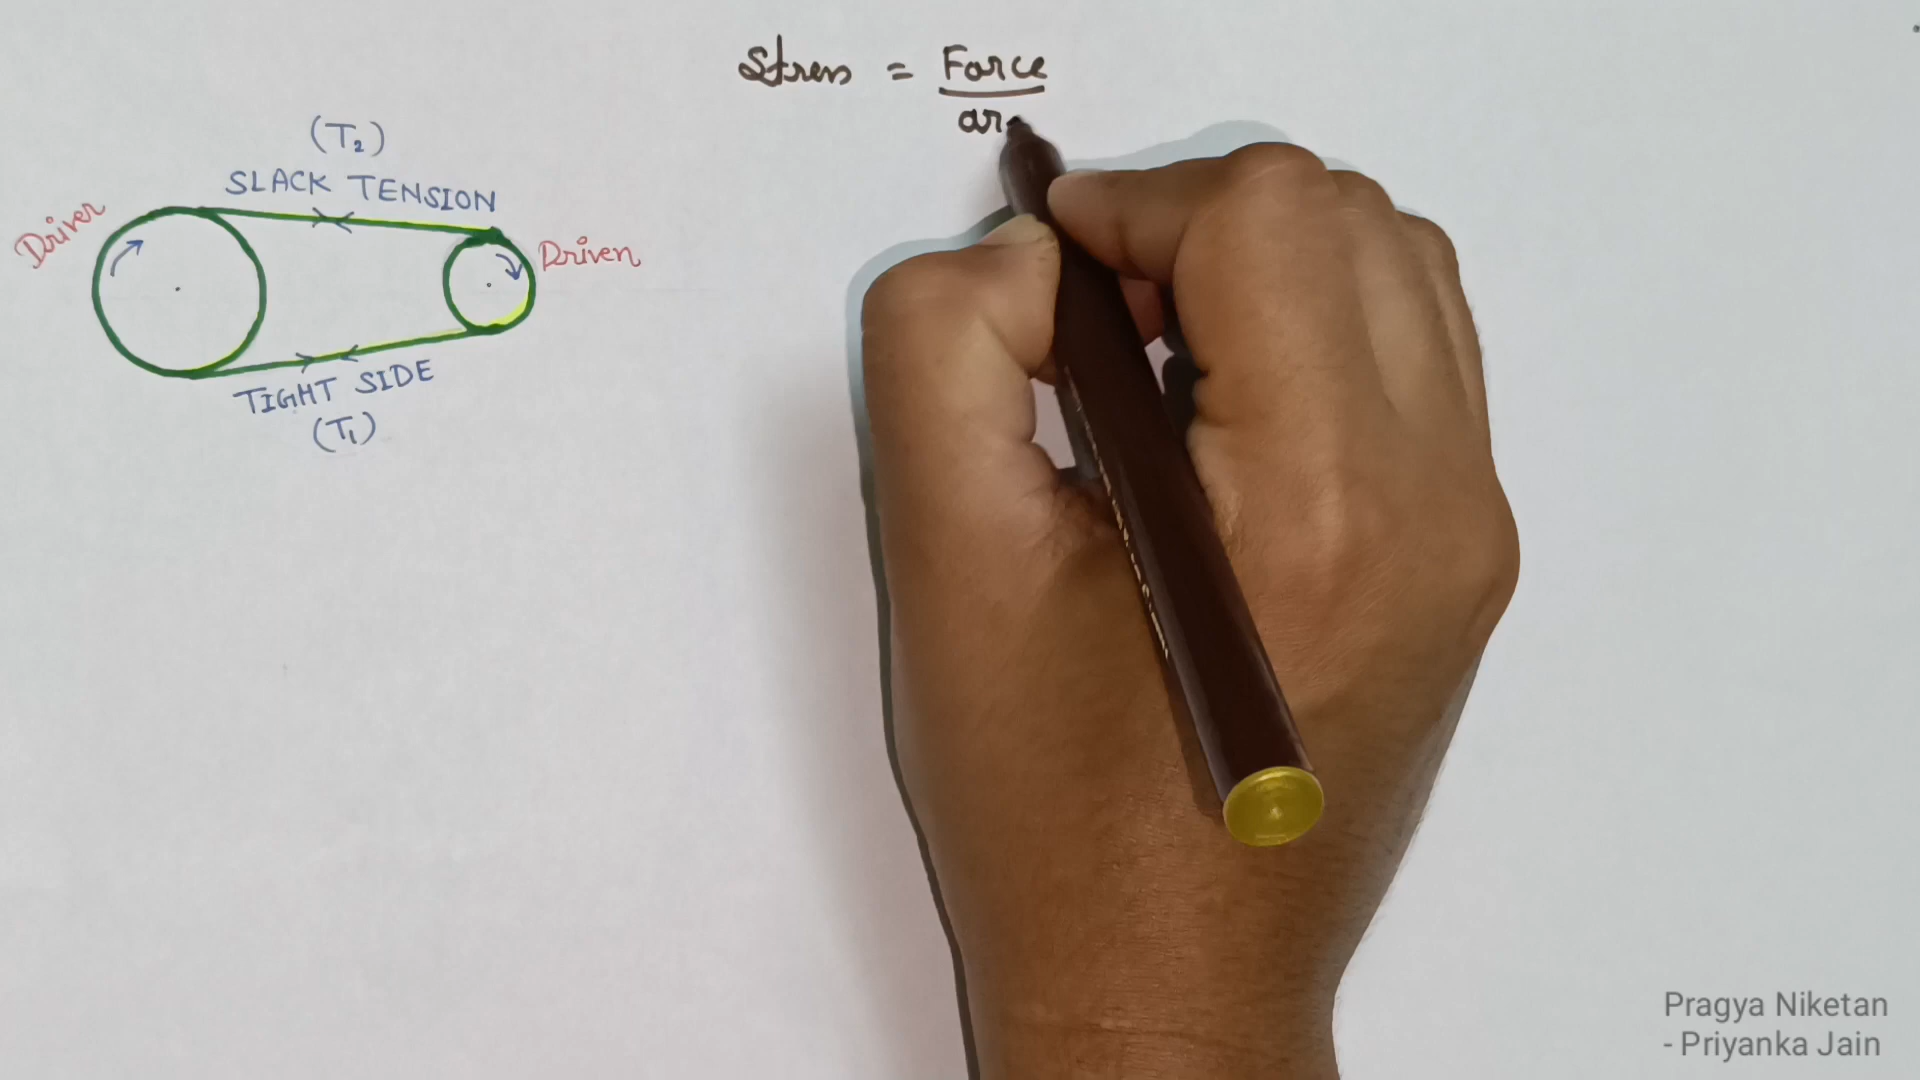 Stress = Force
ar
(T₂)
SLACK TENSION
Driver
Driven
TIGHT SIDE
(T₁)
Pragya Niketan
- Priyanka Jain